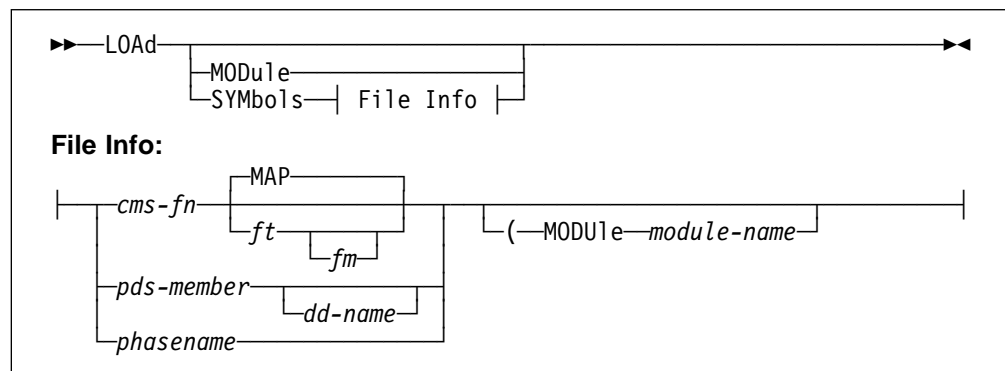 LOAd
MODule
SYMbols File Info
File Info:
MAP
cms-fn
ft
fm
( MODUle module-name
pds-member
dd-name
phasename